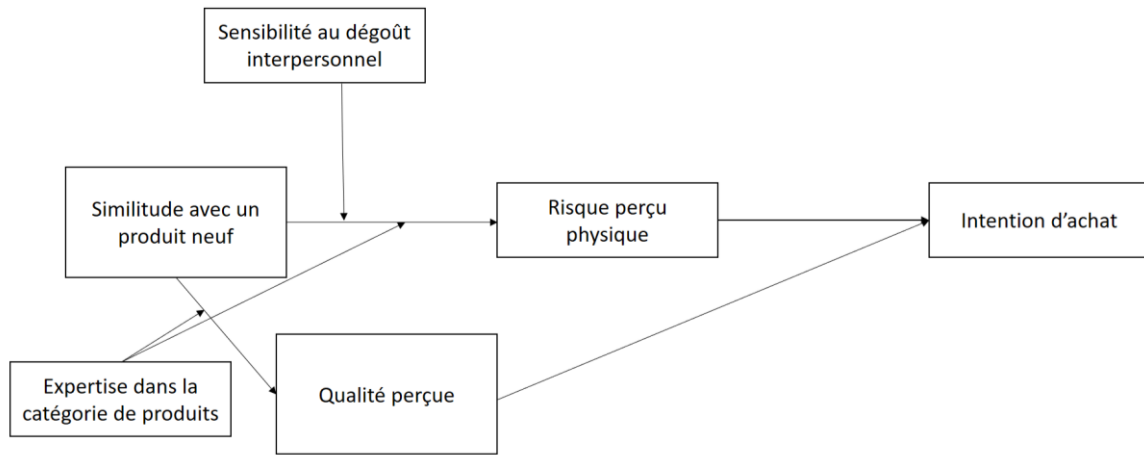 Sensibilité au dégoût
interpersonnel
Similitude avec un
produit neuf
Risque perçu
physique
Intention d’achat
Expertise dans la
catégorie de produits
Qualité perçue